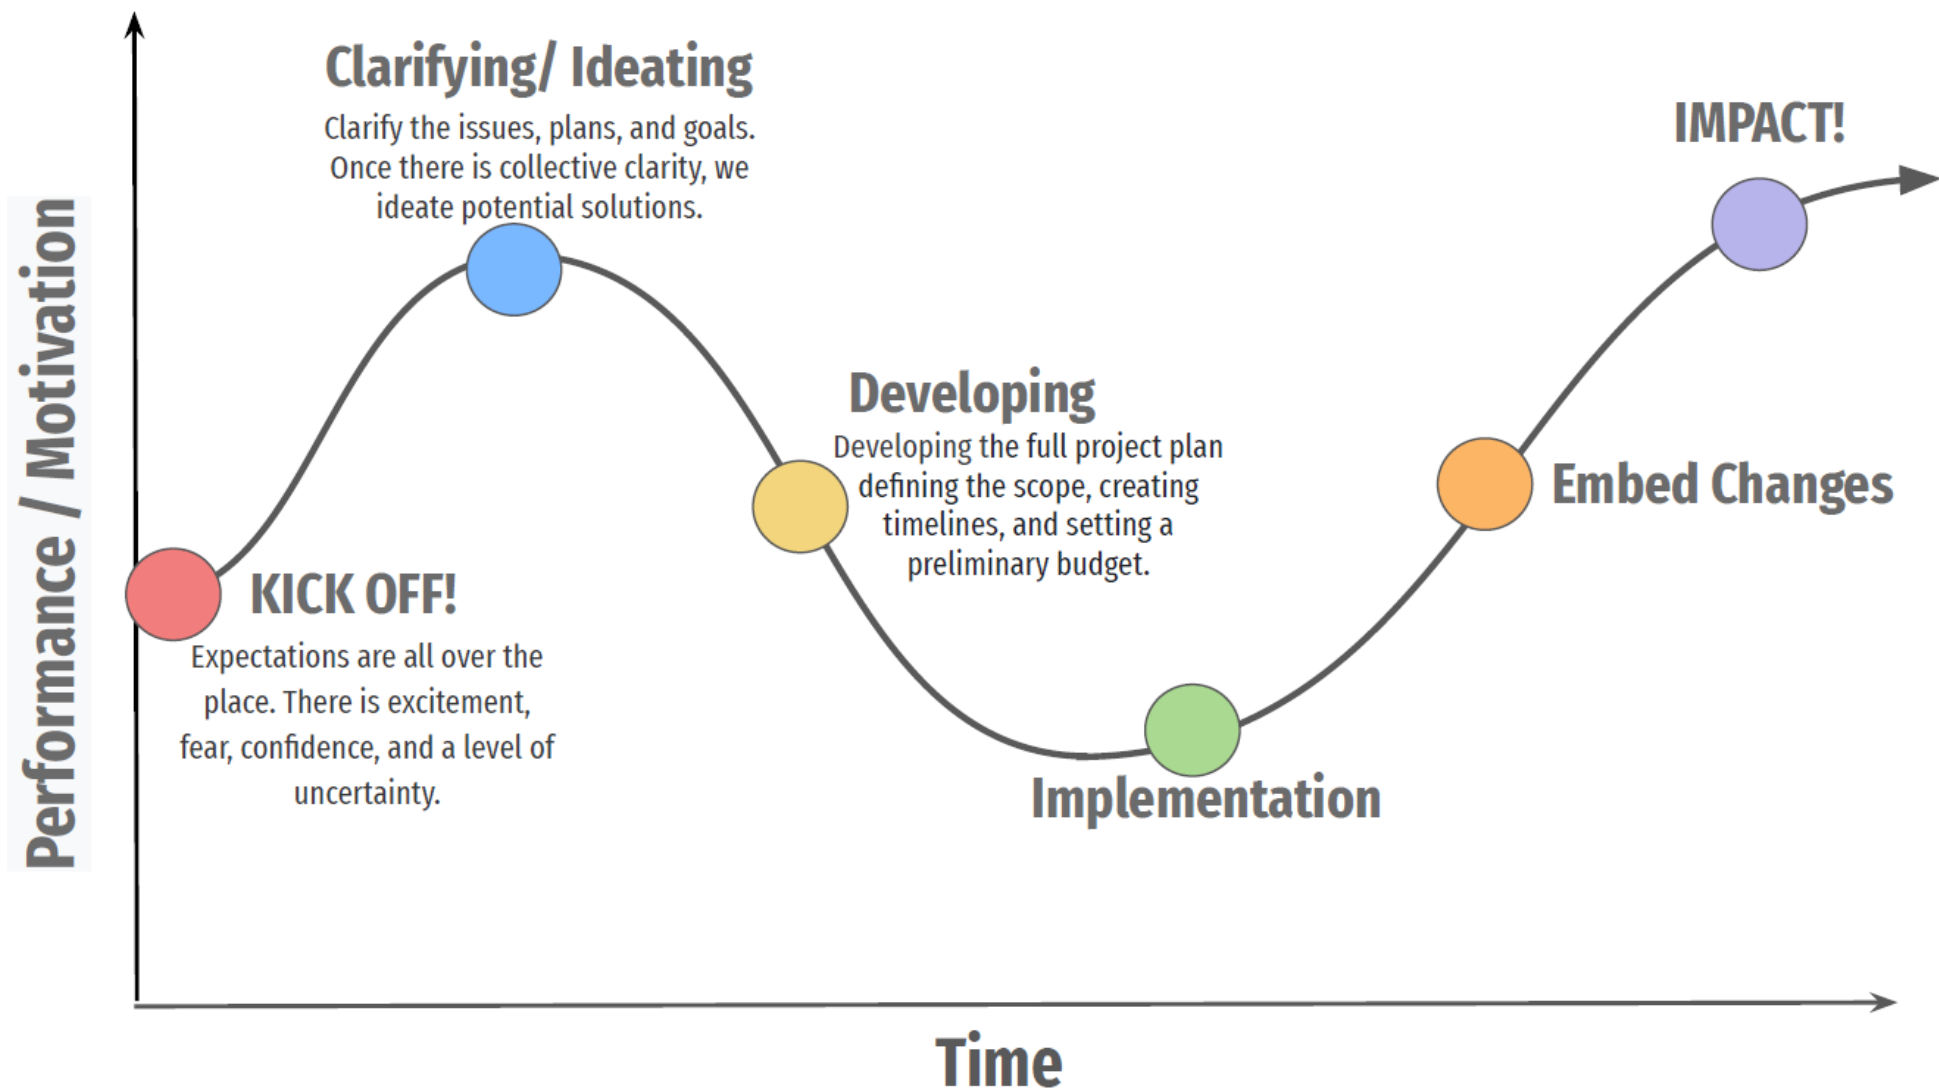 Clarifying/ Ideating
Clarify the issues, plans, and goals.
Once there is collective clarity, we
ideate potential solutions.
IMPACT!
Performance / Motivation
Developing
Developing the full project plan
defining the scope, creating
timelines, and setting a
preliminary budget.
Embed Changes
KICK OFF!
Expectations are all over the
place. There is excitement,
fear, confidence, and a level of
uncertainty.
Implementation
Time